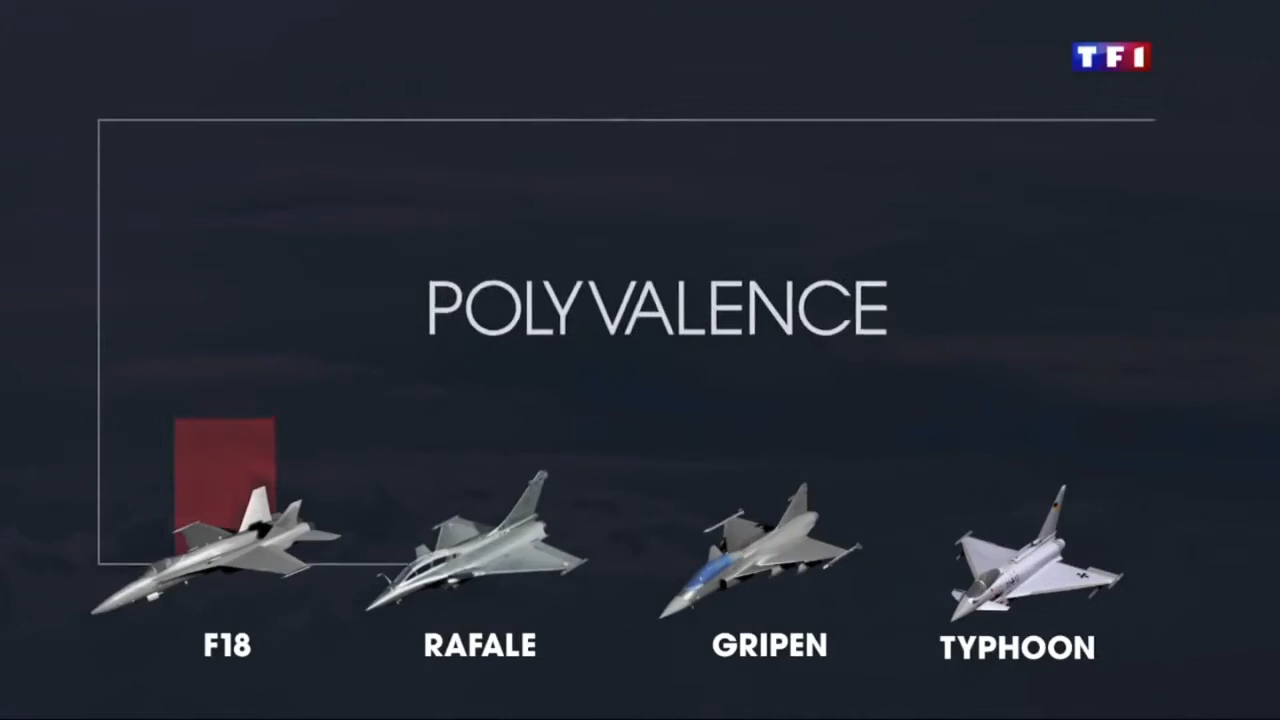 TF1
POLYVALENCE
F18
RAFALE
GRIPEN
TYPHOON